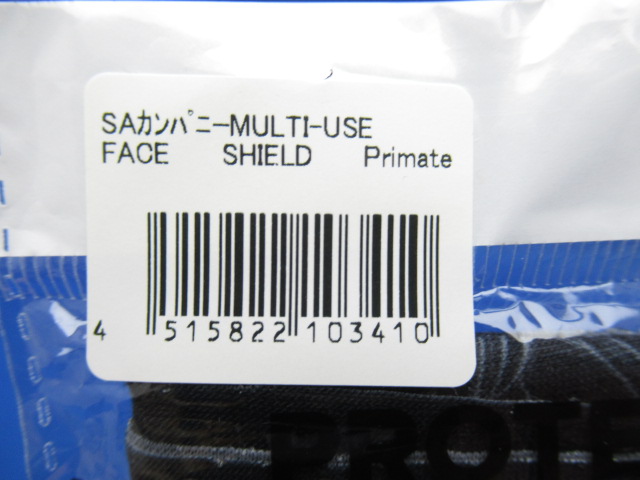 SAｶﾝﾊﾟﾆｰMULTI-USE
FACE SHIELD Primate
4 515822 103410
PROTE